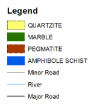 Legend
QUARTZITE
MARBLE
PEGMATITE
AMPHIBOLE SCHIST
Minor Road
River
Major Road